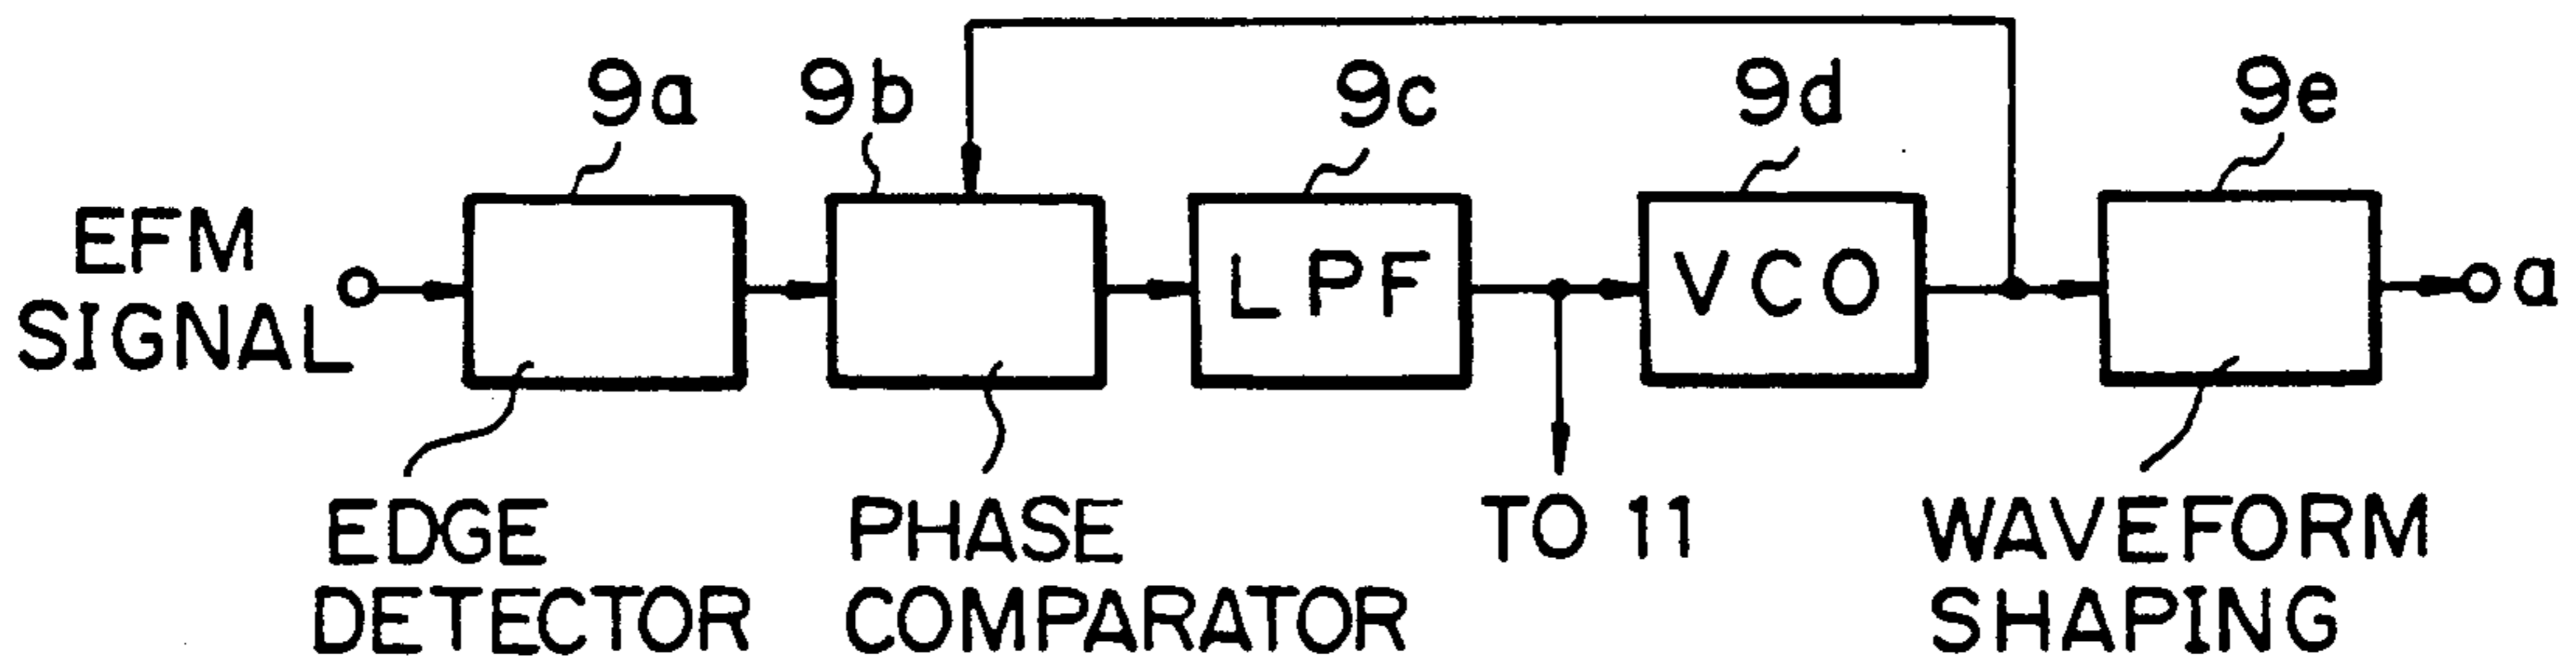 9a
9b
9c
9d
9e
EFM
SIGNAL
LPF
VCO
a
EDGE
DETECTOR
PHASE
COMPARATOR
TO 11
WAVEFORM
SHAPING